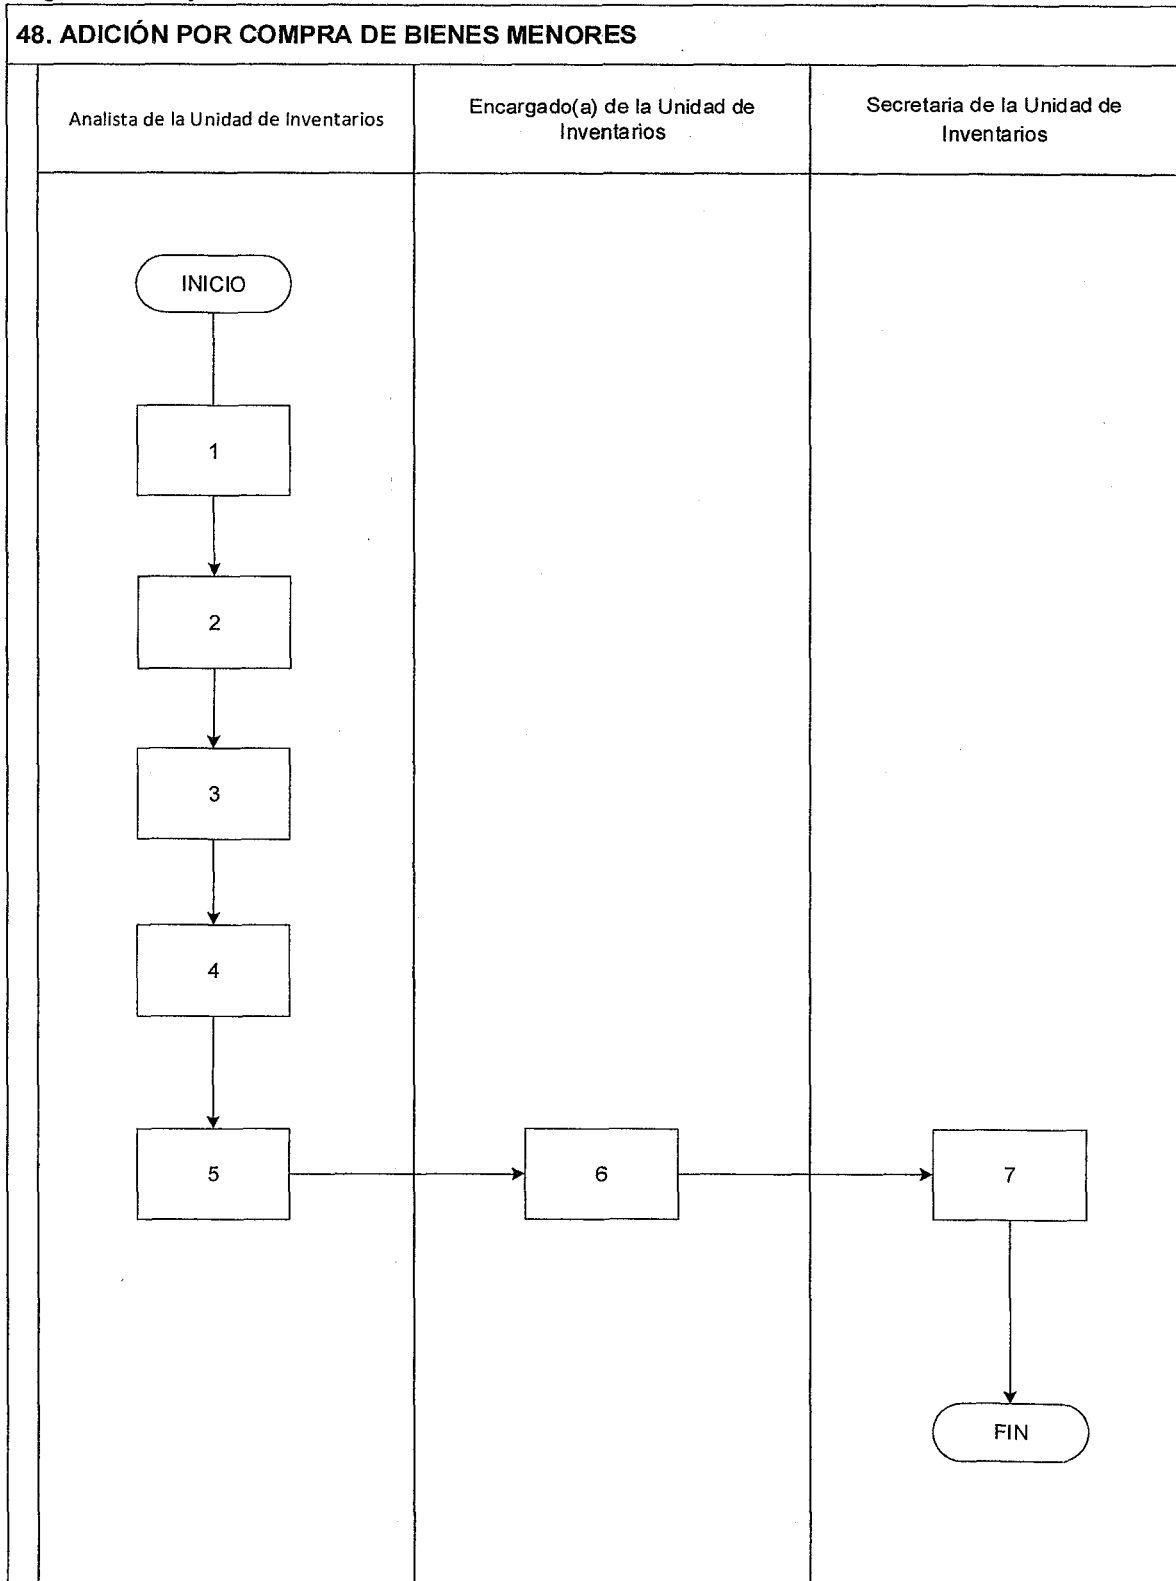 48. ADICIÓN POR COMPRA DE BIENES MENORES
Analista de la Unidad de Inventarios
Encargado(a) de la Unidad de
Inventarios
Secretaria de la Unidad de
Inventarios
INICIO
1
2
3
4
5
6
7
FIN